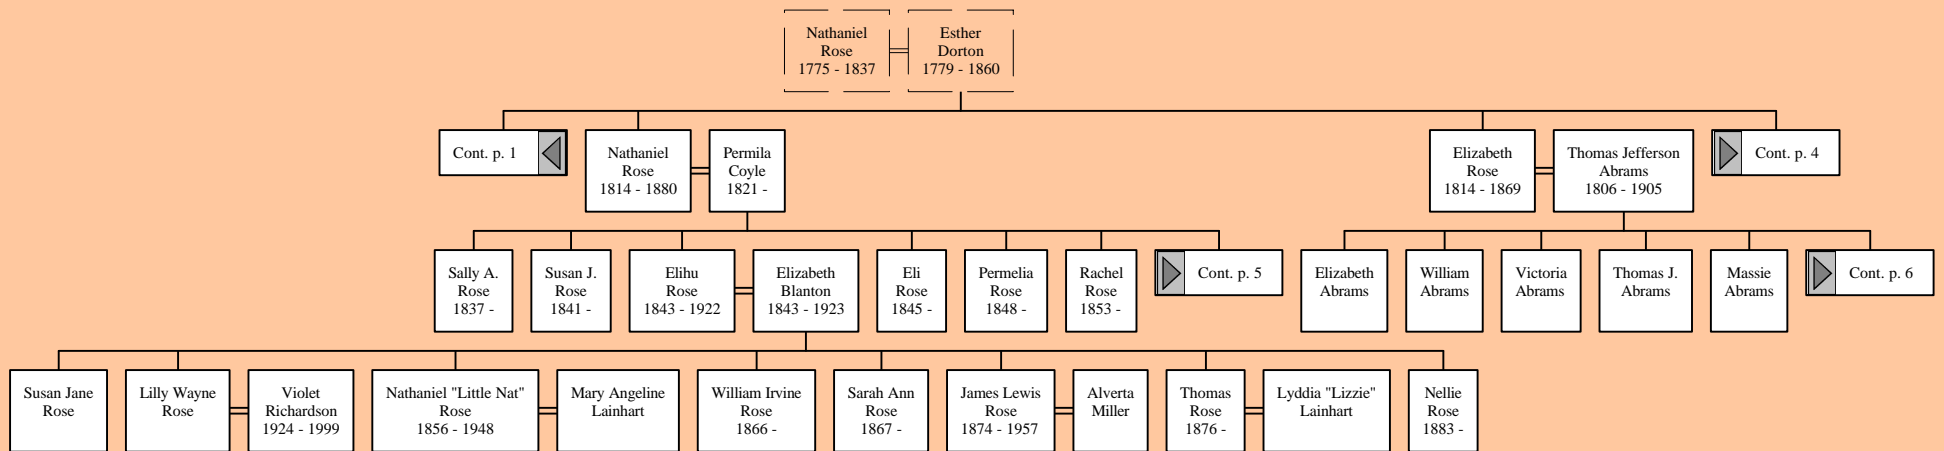 Nathaniel
Rose
1775 - 1837
Esther
Dorton
1779 - 1860
Cont. p. 1
Nathaniel
Rose
1814 - 1880
Permila
Coyle
1821 -
Elizabeth
Rose
1814 - 1869
Thomas Jefferson
Abrams
1806 - 1905
Cont. p. 4
Sally A.
Rose
1837 -
Susan J.
Rose
1841 -
Elihu
Rose
1843 - 1922
Elizabeth
Blanton
1843 - 1923
Eli
Rose
1845 -
Permelia
Rose
1848 -
Rachel
Rose
1853 -
Cont. p. 5
Elizabeth
Abrams
William
Abrams
Victoria
Abrams
Thomas J.
Abrams
Massie
Abrams
Cont. p. 6
Susan Jane
Rose
Lilly Wayne
Rose
Violet
Richardson
1924 - 1999
Nathaniel "Little Nat"
Rose
1856 - 1948
Mary Angeline
Lainhart
William Irvine
Rose
1866 -
Sarah Ann
Rose
1867 -
James Lewis
Rose
1874 - 1957
Alverta
Miller
Thomas
Rose
1876 -
Lyddia "Lizzie"
Lainhart
Nellie
Rose
1883 -